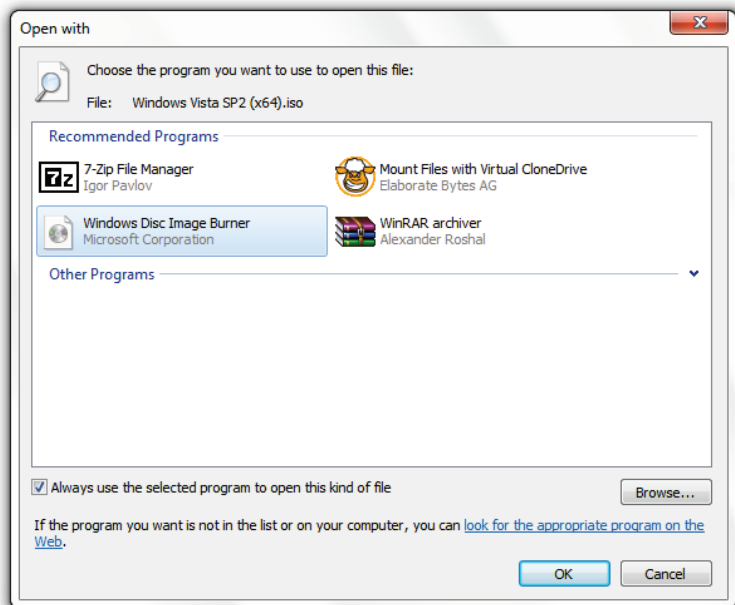 Open with
Choose the program you want to use to open this file:
File: Windows Vista SP2 (x64).iso
Recommended Programs
7-Zip File Manager
Igor Pavlov
Mount Files with Virtual CloneDrive
Elaborate Bytes AG
Windows Disc Image Burner
Microsoft Corporation
WinRAR archiver
Alexander Roshal
Other Programs
Always use the selected program to open this kind of file
Browse...
If the program you want is not in the list or on your computer, you can look for the appropriate program on the
Web.
OK
Cancel